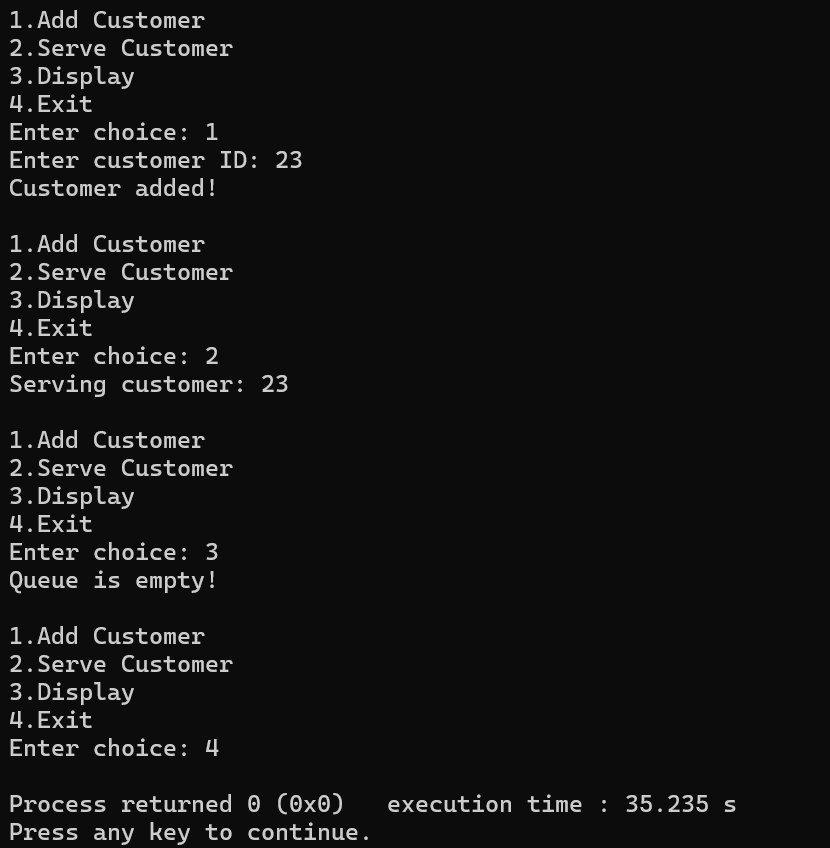 1.Add Customer
2.Serve Customer
3.Display
4.Exit
Enter choice: 1
Enter customer ID: 23
Customer added!

1.Add Customer
2.Serve Customer
3.Display
4.Exit
Enter choice: 2
Serving customer: 23

1.Add Customer
2.Serve Customer
3.Display
4.Exit
Enter choice: 3
Queue is empty!

1.Add Customer
2.Serve Customer
3.Display
4.Exit
Enter choice: 4

Process returned 0 (0x0)   execution time : 35.235 s
Press any key to continue.